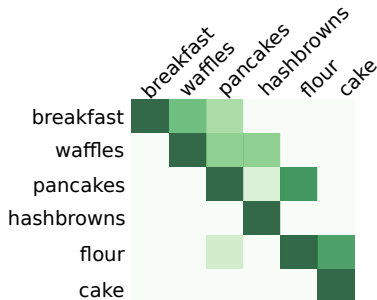 breakfast
waffles
pancakes
hashbrowns
flour
cake
breakfast
waffles
pancakes
hashbrowns
flour
cake